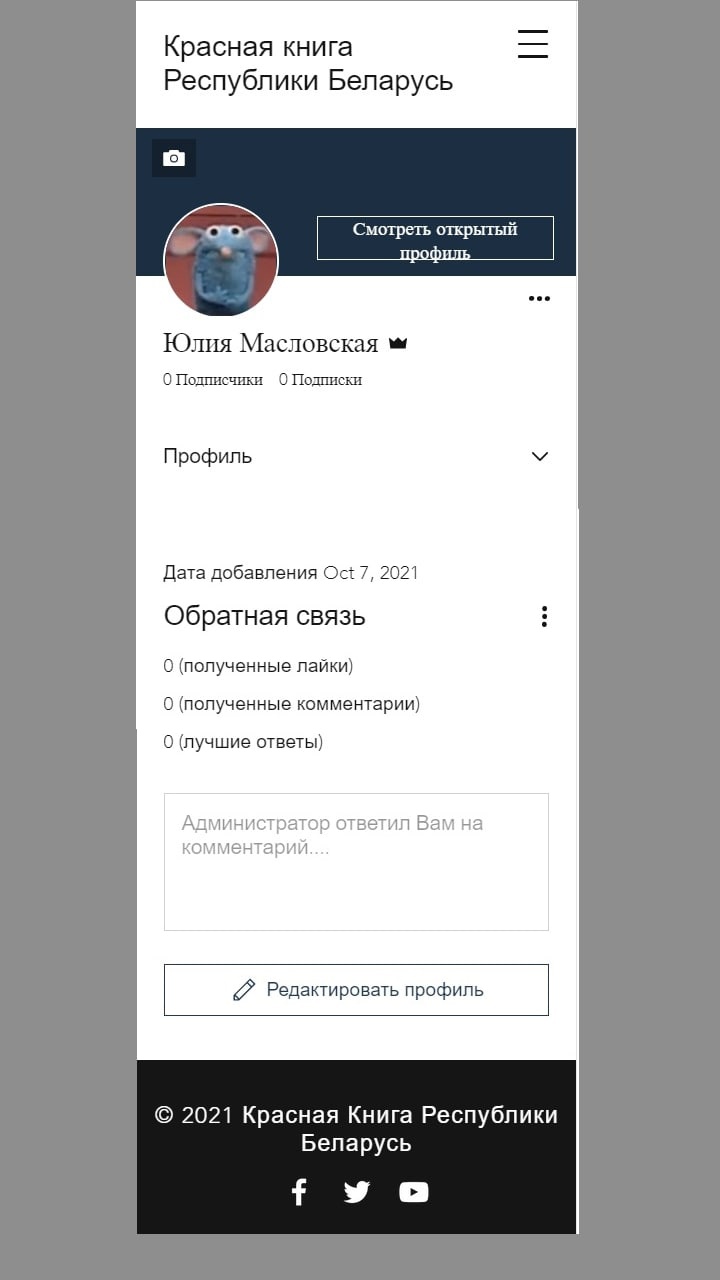 Красная книга
Республики Беларусь
Смотреть открытый
профиль
Юлия Масловская
0 Подписчики 0 Подписки
Профиль
Дата добавления Oct 7, 2021
Обратная связь
0 (полученные лайки)
0 (полученные комментарии)
0 (лучшие ответы)
Администратор ответил Вам на
комментарий....
Редактировать профиль
© 2021 Красная Книга Республики
Беларусь